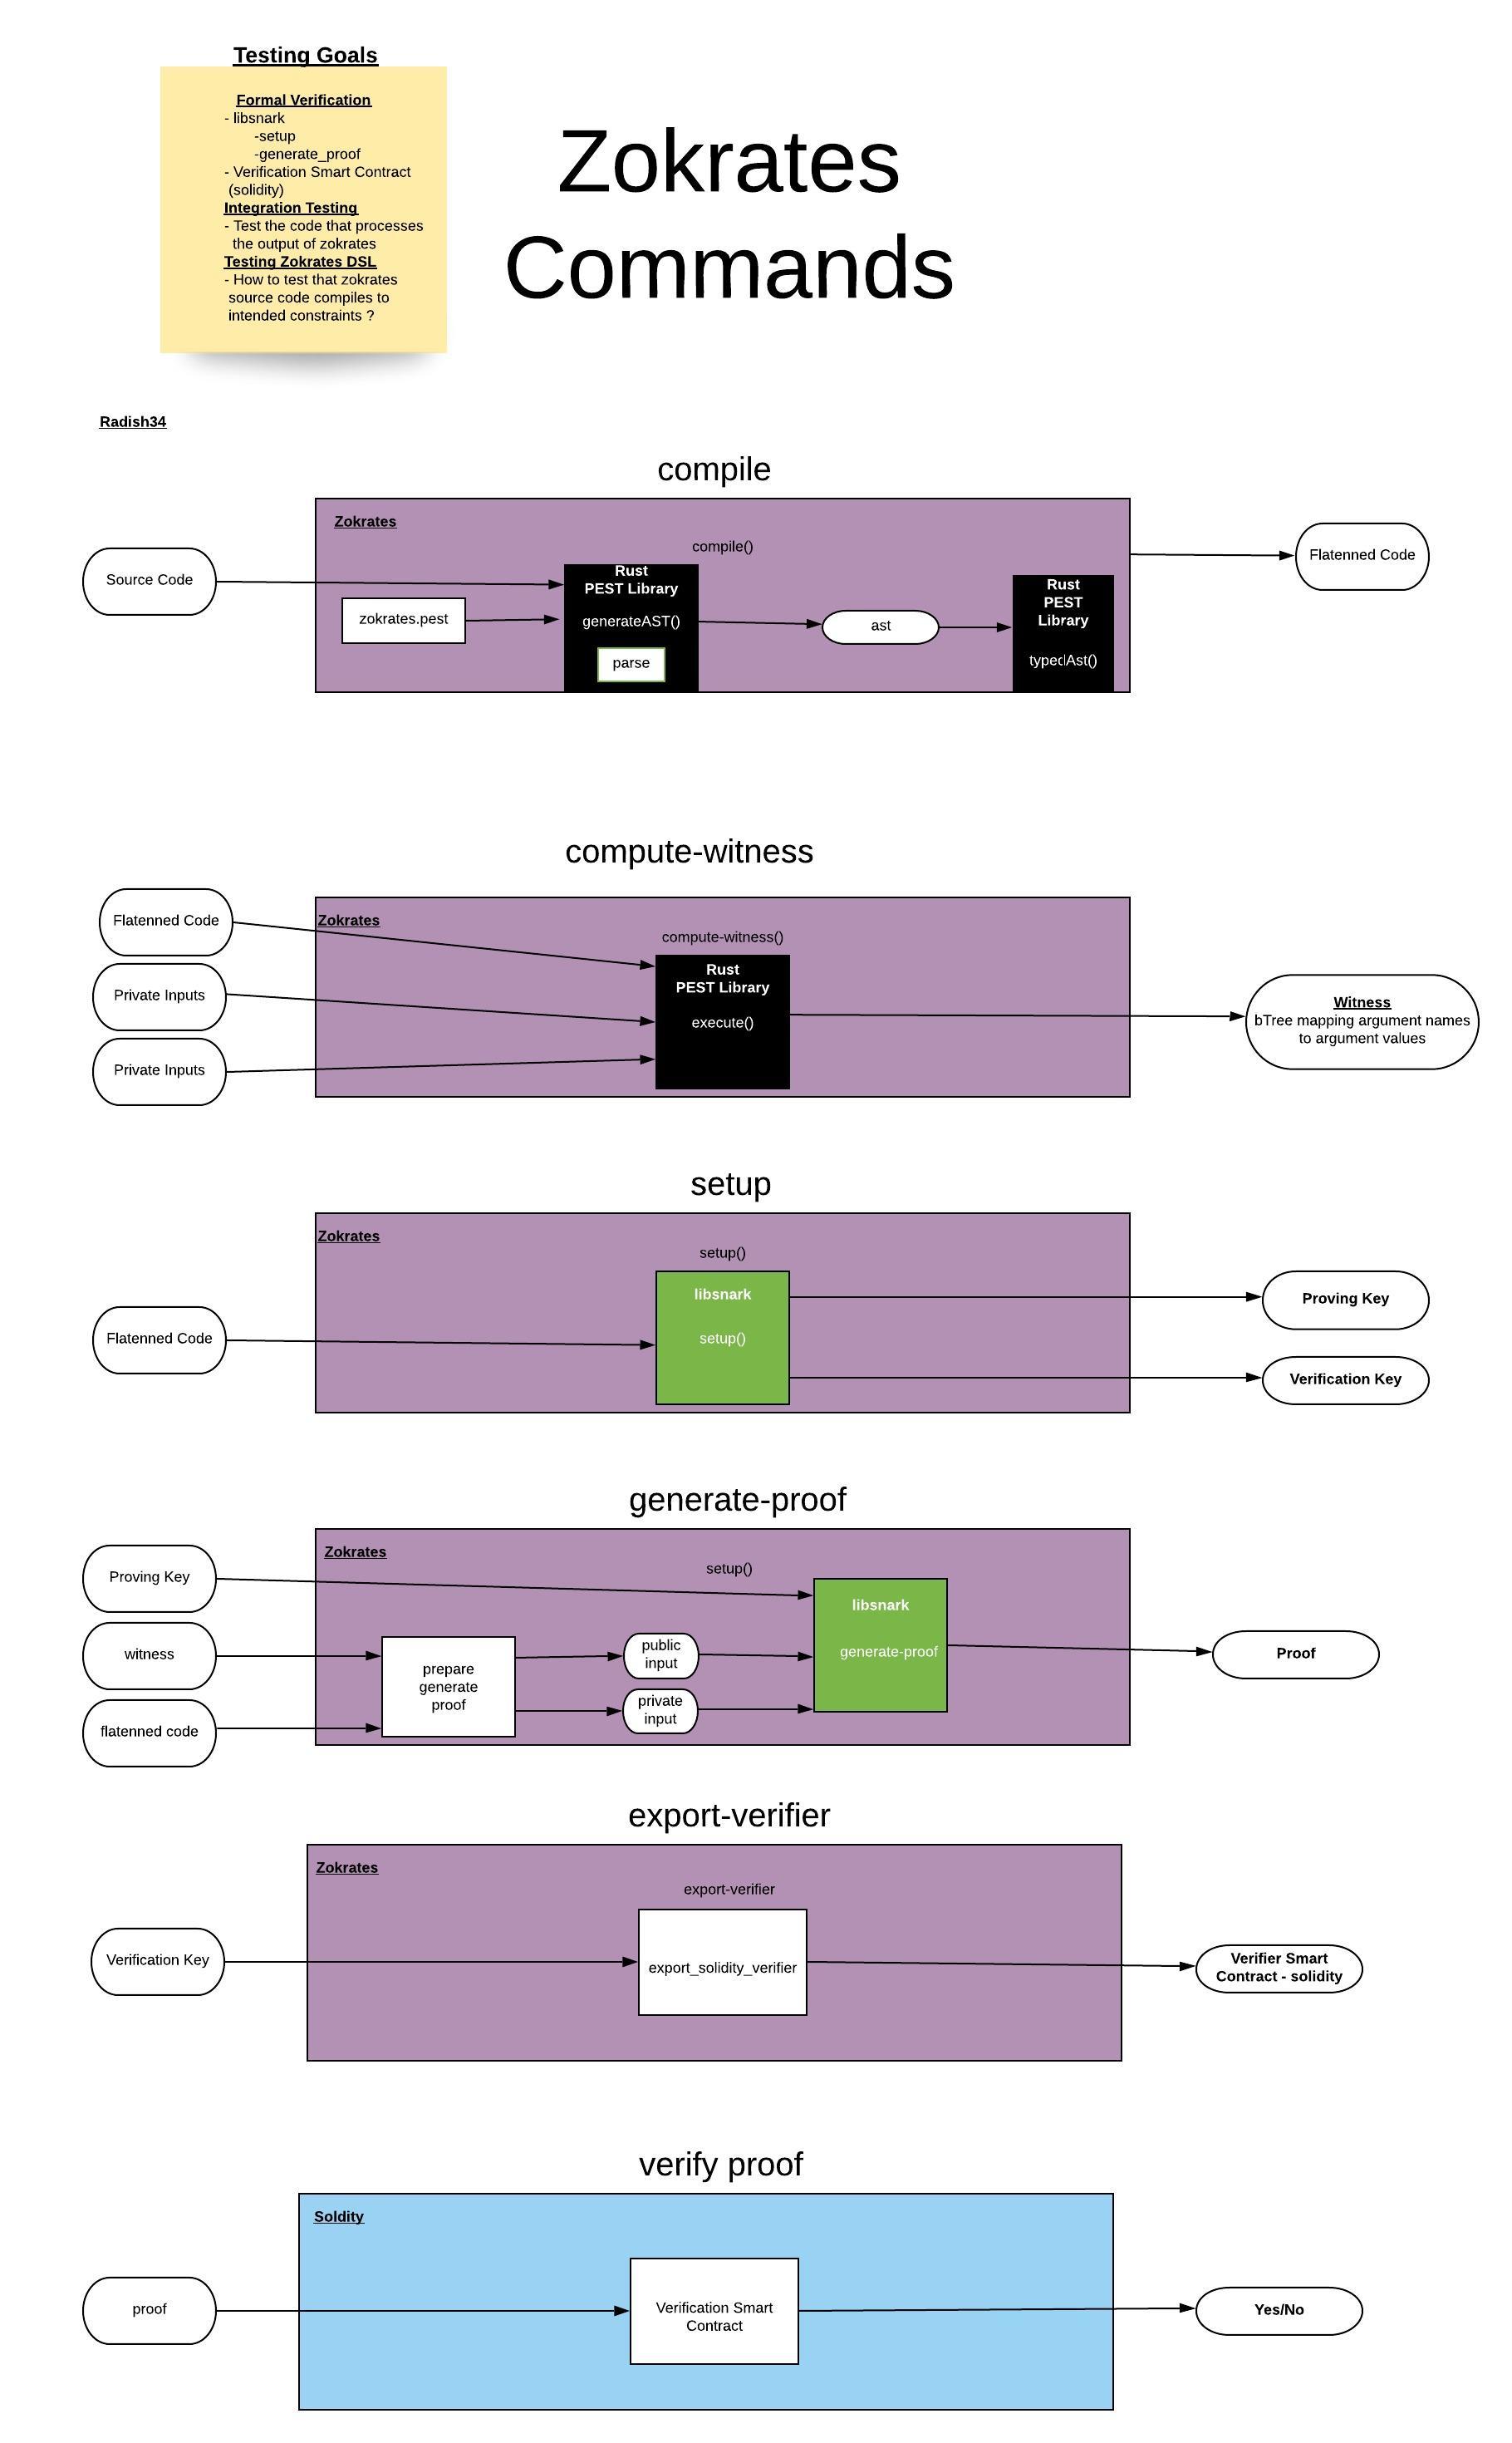 Testing Goals
Formal Verification
- libsnark
-setup
-generate_proof
- Verification Smart Contract
(solidity)
Integration Testing
- Test the code that processes
the output of zokrates
Testing Zokrates DSL
- How to test that zokrates
source code compiles to
intended constraints ?
Zokrates
Commands
Radish34
compile
Zokrates
compile()
Source Code
zokrates.pest
Rust
PEST Library
generateAST()
parse
ast
Rust
PEST
Library
typedAst()
Flatenned Code
compute-witness
Flatenned Code
Private Inputs
Private Inputs
Zokrates
compute-witness()
Rust
PEST Library
execute()
Witness
bTree mapping argument names
to argument values
setup
Zokrates
setup()
Flatenned Code
libsnark
setup()
Proving Key
Verification Key
generate-proof
Zokrates
setup()
Proving Key
witness
flatenned code
prepare
generate
proof
public
input
private
input
libsnark
generate-proof
Proof
export-verifier
Zokrates
export-verifier
Verification Key
export_solidity_verifier
Verifier Smart
Contract - solidity
verify proof
Soldity
proof
Verification Smart
Contract
Yes/No